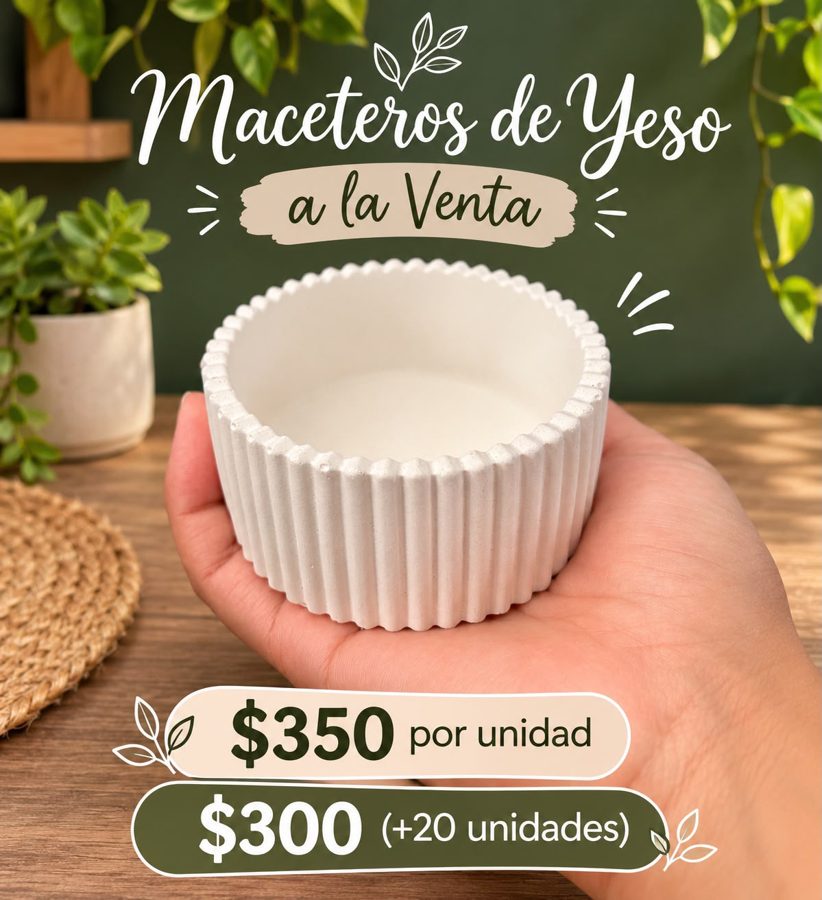 Maceteros de Yeso
a la Venta
$350 por unidad
$300 (+20 unidades)